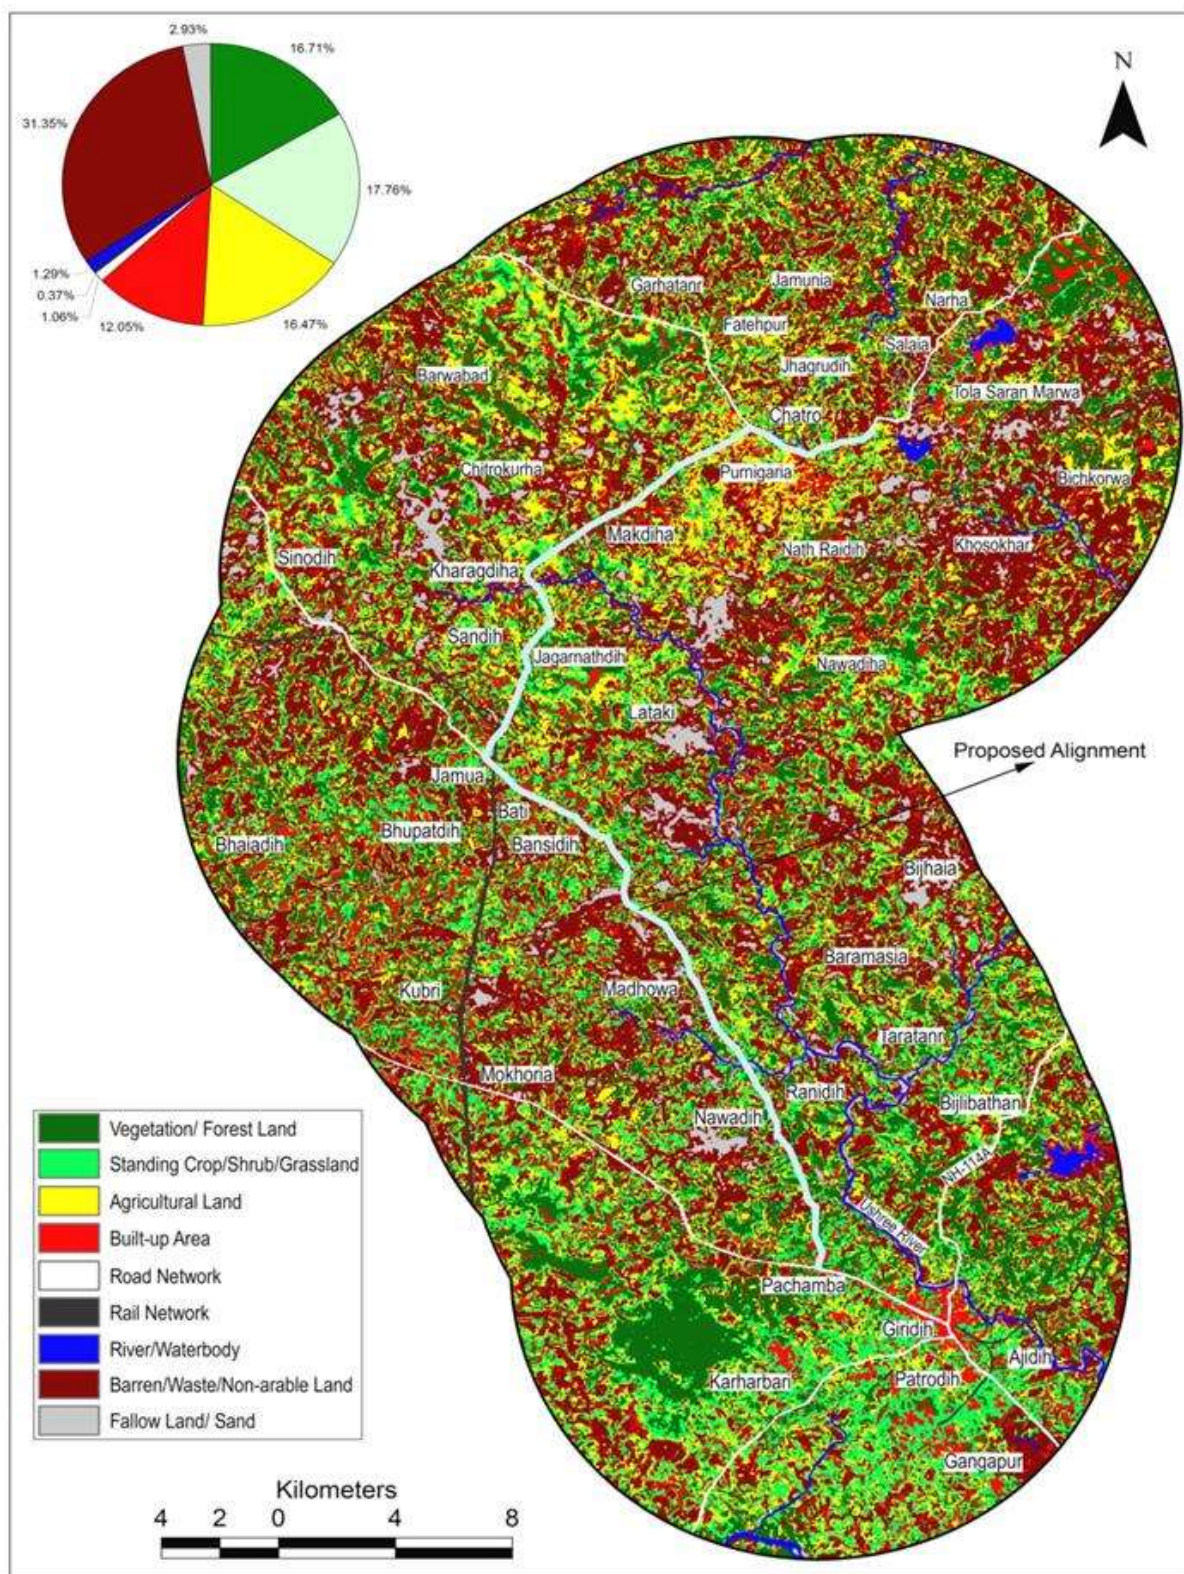 2.93%
16.71%
31.35%
17.76%
1.29%
0.37%
1.06%
12.05%
16.47%
N
Garhatanr
Jamunia
Narha
Fatehpur
Salaia
Jhagrudih
Barwabad
Tola Saran Marwa
Chatro
Chitrokurha
Purnigaria
Bichkorwa
Makdiha
Nath Raidih
Khosokhar
Sinodih
Kharagdiha
Sandih
Jagarnathdih
Nawadiha
Lataki
Proposed Alignment
Jamua
Bati
Bhupatdih
Bansidih
Bhaiadih
Bijhaia
Baramasia
Kubri
Madhowa
Taratanr
Mokhoria
Ranidih
Bijlibathan
Nawadih
NH-114A
Ushree River
Pachamba
Giridih
Ajidih
Karharbari
Patrodih
Gangapur
Vegetation/ Forest Land
Standing Crop/Shrub/Grassland
Agricultural Land
Built-up Area
Road Network
Rail Network
River/Waterbody
Barren/Waste/Non-arable Land
Fallow Land/ Sand
Kilometers
4 2 0 4 8